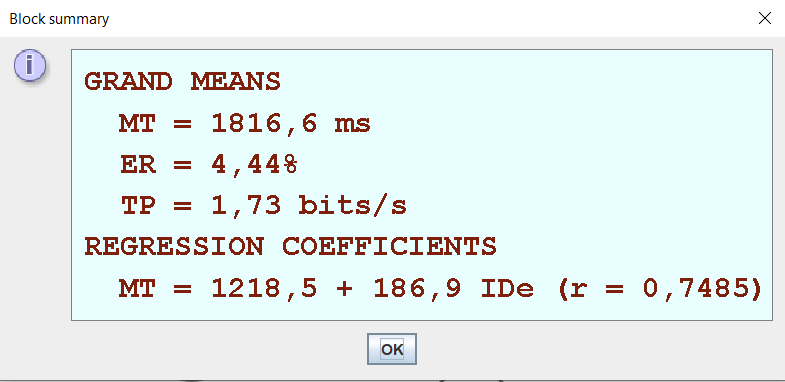 Block summary
GRAND MEANS
MT = 1816,6 ms
ER = 4,44%
TP = 1,73 bits/s
REGRESSION COEFFICIENTS
MT = 1218,5 + 186,9 IDe (r = 0,7485)
OK